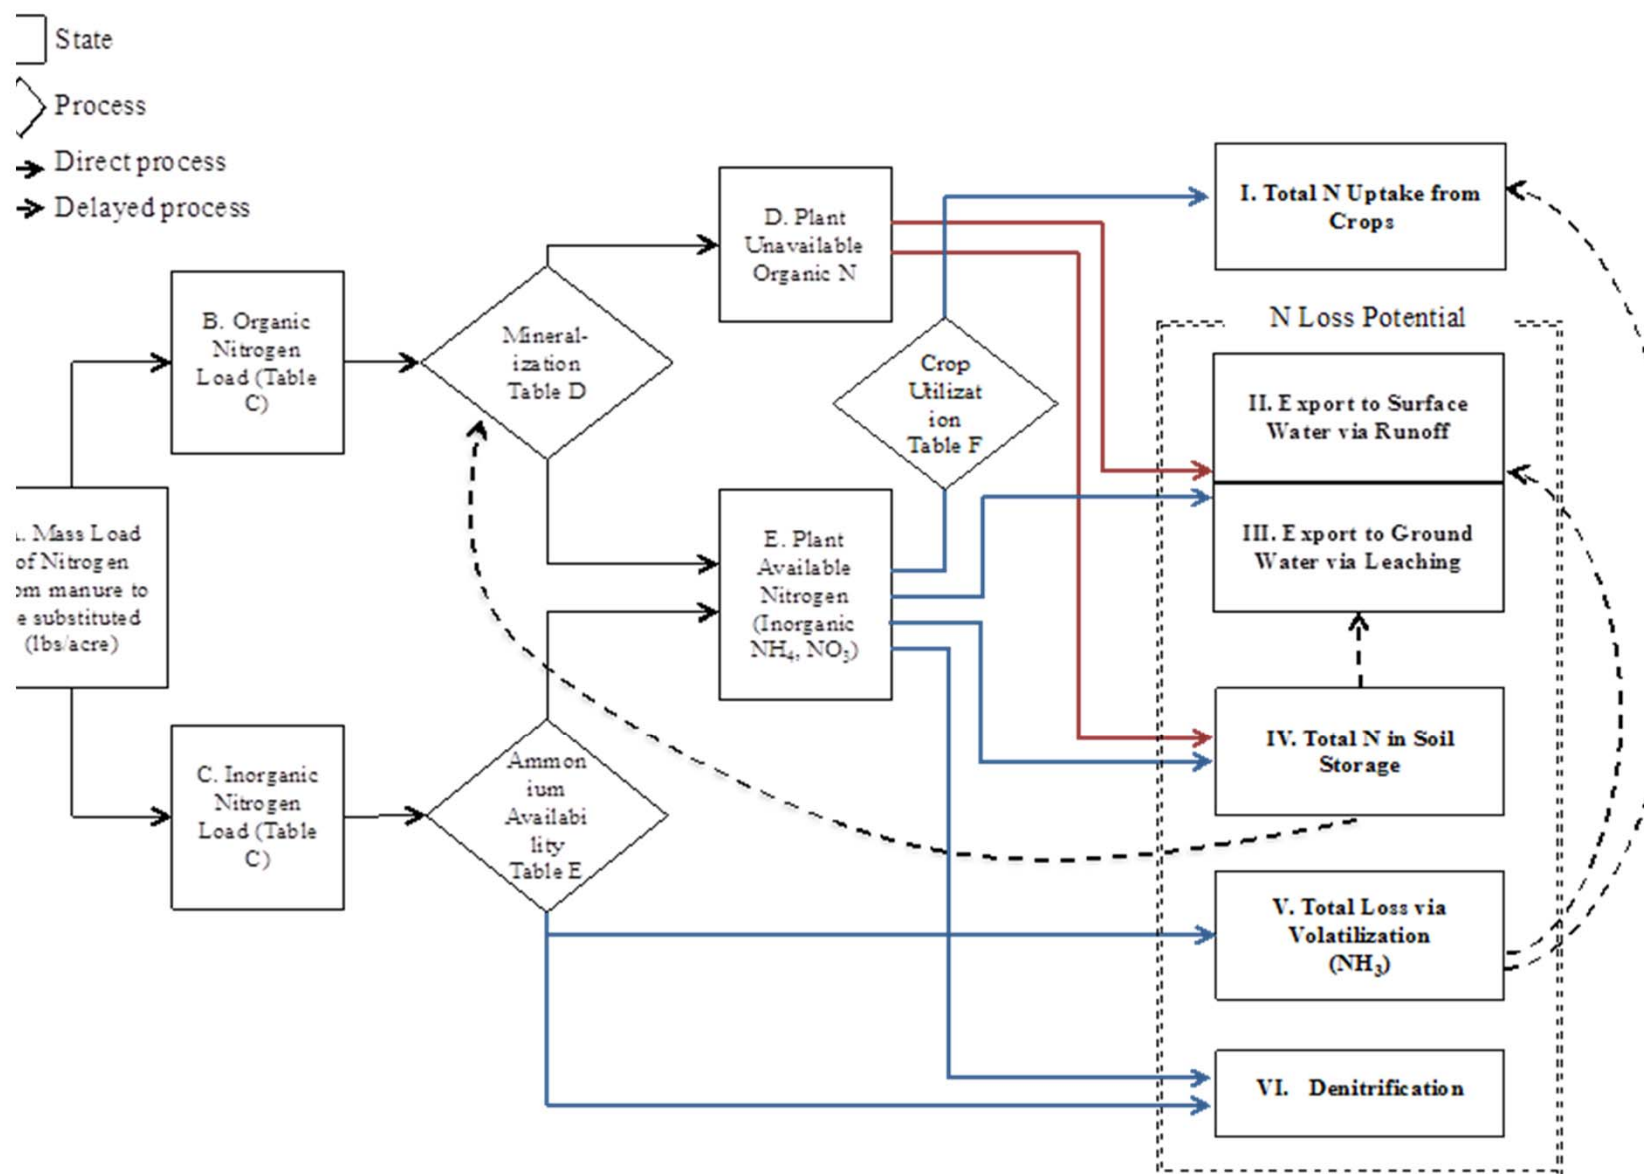 State
Process
Direct process
Delayed process
D. Plant
Unavailable
Organic N
I. Total N Uptake from
Crops
B. Organic
Nitrogen
Load (Table
C)
Mineral-
ization
Table D
Crop
Utilizat
ion
Table F
N Loss Potential
II. Export to Surface
Water via Runoff
III. Export to Ground
Water via Leaching
. Mass Load
of Nitrogen
om manure to
e substituted
(lbs/acre)
E. Plant
Available
Nitrogen
(Inorganic
NH₄, NO₃)
C. Inorganic
Nitrogen
Load (Table
C)
Ammon
ium
Availabi
lity
Table E
IV. Total N in Soil
Storage
V. Total Loss via
Volatilization
(NH₃)
VI. Denitrification